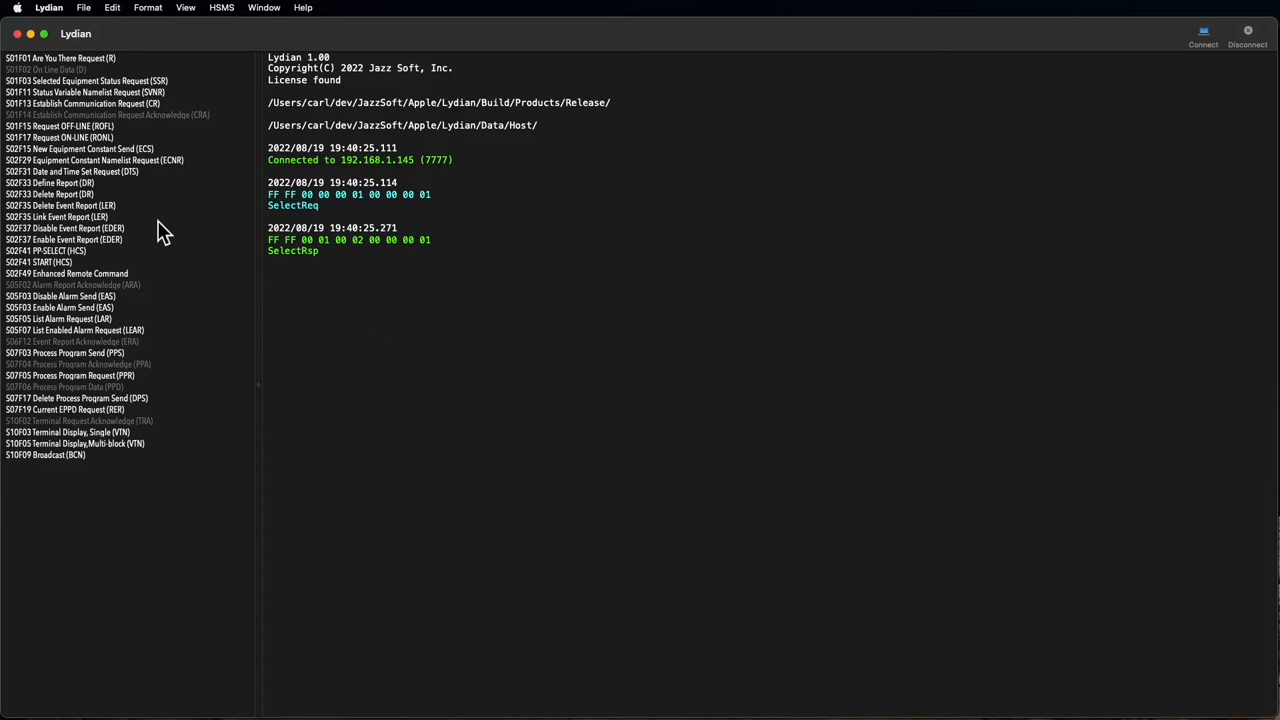 Lydian File Edit Format View HSMS Window Help
Lydian
Connect Disconnect
S01F01 Are You There Request (R)
S01F02 On Line Data (D)
S01F03 Selected Equipment Status Request (SSR)
S01F11 Status Variable Namelist Request (SVNR)
S01F13 Establish Communication Request (CR)
S01F14 Establish Communication Request Acknowledge (CRA)
S01F15 Request OFF-LINE (ROFL)
S01F17 Request ON-LINE (RONL)
S02F15 New Equipment Constant Send (ECS)
S02F29 Equipment Constant Namelist Request (ECNR)
S02F31 Date and Time Set Request (DTS)
S02F33 Define Report (DR)
S02F33 Delete Report (DR)
S02F35 Delete Event Report (LER)
S02F35 Link Event Report (LER)
S02F37 Disable Event Report (EDER)
S02F37 Enable Event Report (EDER)
S02F41 PP-SELECT (HCS)
S02F41 START (HCS)
S02F49 Enhanced Remote Command
S05F02 Alarm Report Acknowledge (ARA)
S05F03 Disable Alarm Send (EAS)
S05F03 Enable Alarm Send (EAS)
S05F05 List Alarm Request (LAR)
S05F07 List Enabled Alarm Request (LEAR)
S06F12 Event Report Acknowledge (ERA)
S07F03 Process Program Send (PPS)
S07F04 Process Program Acknowledge (PPA)
S07F05 Process Program Request (PPR)
S07F06 Process Program Data (PPD)
S07F17 Delete Process Program Send (DPS)
S07F19 Current EPPD Request (RER)
S10F02 Terminal Request Acknowledge (TRA)
S10F03 Terminal Display, Single (VTN)
S10F05 Terminal Display,Multi-block (VTN)
S10F09 Broadcast (BCN)
Lydian 1.00
Copyright(C) 2022 Jazz Soft, Inc.
License found
/Users/carl/dev/JazzSoft/Apple/Lydian/Build/Products/Release/
/Users/carl/dev/JazzSoft/Apple/Lydian/Data/Host/
2022/08/19 19:40:25.111
Connected to 192.168.1.145 (7777)
2022/08/19 19:40:25.114
FF FF 00 00 00 01 00 00 00 01
SelectReq
2022/08/19 19:40:25.271
FF FF 00 01 00 02 00 00 00 01
SelectRsp